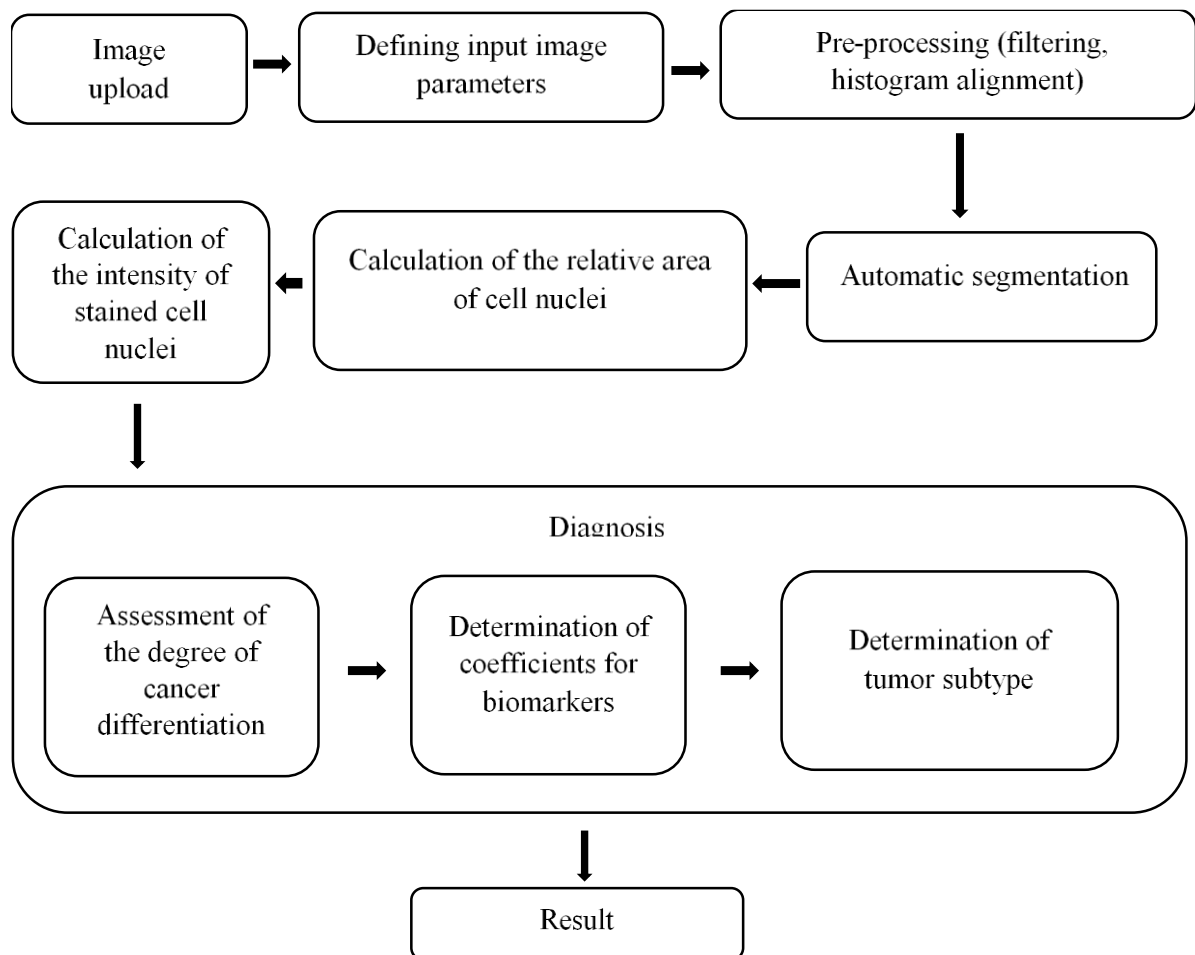 Image
upload
Defining input image
parameters
Pre-processing (filtering,
histogram alignment)
Automatic segmentation
Calculation of the relative area
of cell nuclei
Calculation of
the intensity of
stained cell
nuclei
Diagnosis
Assessment of
the degree of
cancer
differentiation
Determination of
coefficients for
biomarkers
Determination of
tumor subtype
Result